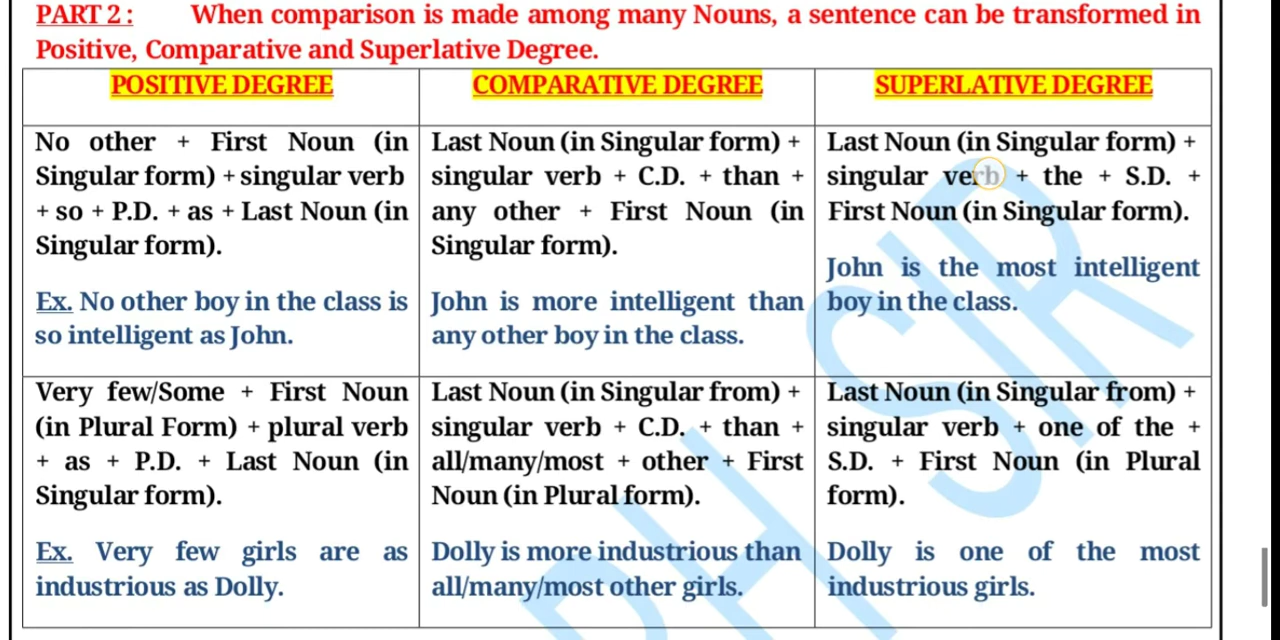 PART 2 : When comparison is made among many Nouns, a sentence can be transformed in
Positive, Comparative and Superlative Degree.
POSITIVE DEGREE
No other + First Noun (in
Singular form) + singular verb
+ so + P.D. + as + Last Noun (in
Singular form).
Ex. No other boy in the class is
so intelligent as John.
COMPARATIVE DEGREE
Last Noun (in Singular form) +
singular verb + C.D. + than +
any other + First Noun (in
Singular form).
John is more intelligent than
any other boy in the class.
SUPERLATIVE DEGREE
Last Noun (in Singular form) +
singular verb + the + S.D. +
First Noun (in Singular form).
John is the most intelligent
boy in the class.
Very few/Some + First Noun
(in Plural Form) + plural verb
+ as + P.D. + Last Noun (in
Singular form).
Ex. Very few girls are as
industrious as Dolly.
Last Noun (in Singular from) +
singular verb + C.D. + than +
all/many/most + other + First
Noun (in Plural form).
Dolly is more industrious than
all/many/most other girls.
Last Noun (in Singular from) +
singular verb + one of the +
S.D. + First Noun (in Plural
form).
Dolly is one of the most
industrious girls.
SIR